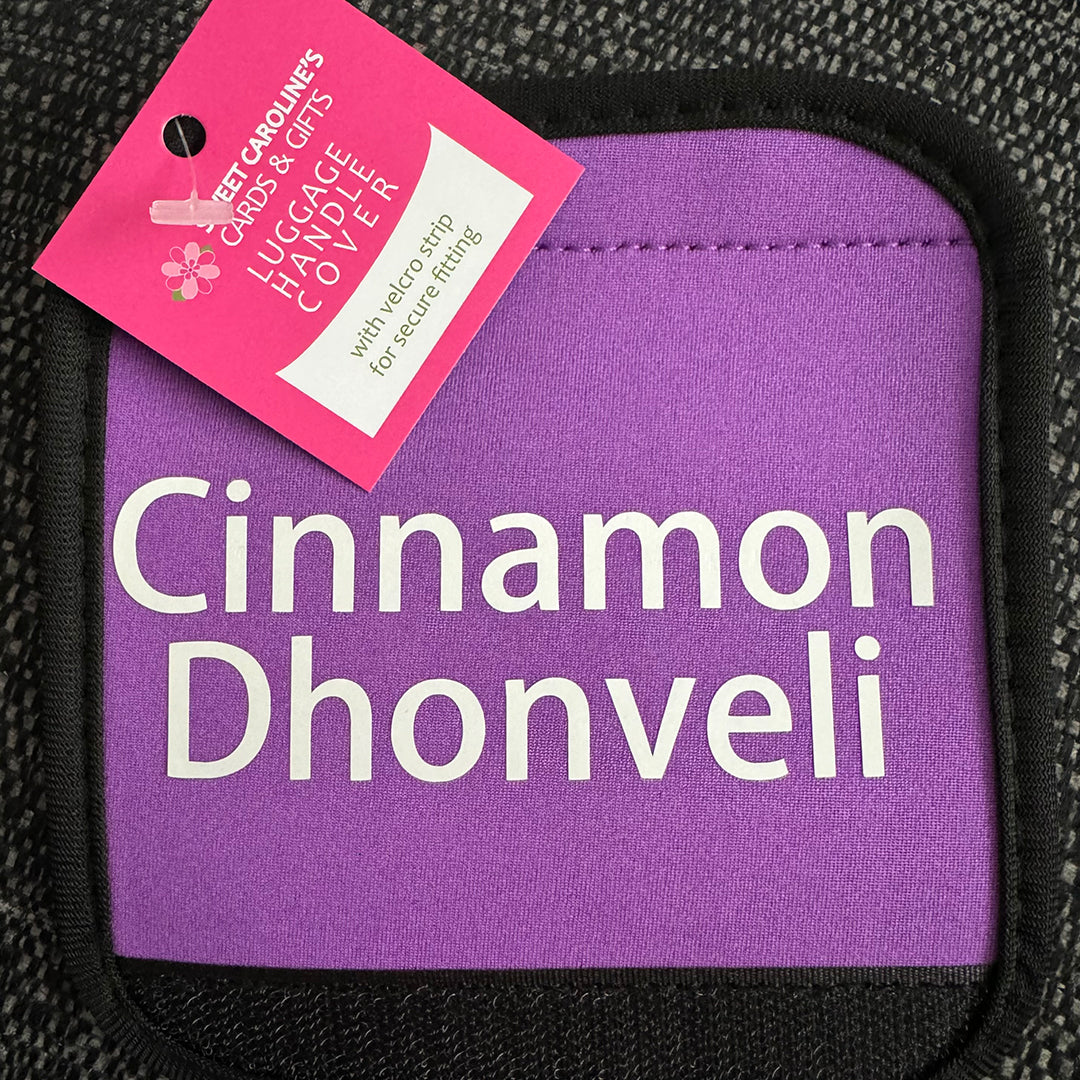 SWEET CAROLINE'S
CARDS & GIFTS
LUGGAGE
HANDLE
COVER
with velcro strip
for secure fitting
Cinnamon
Dhonveli